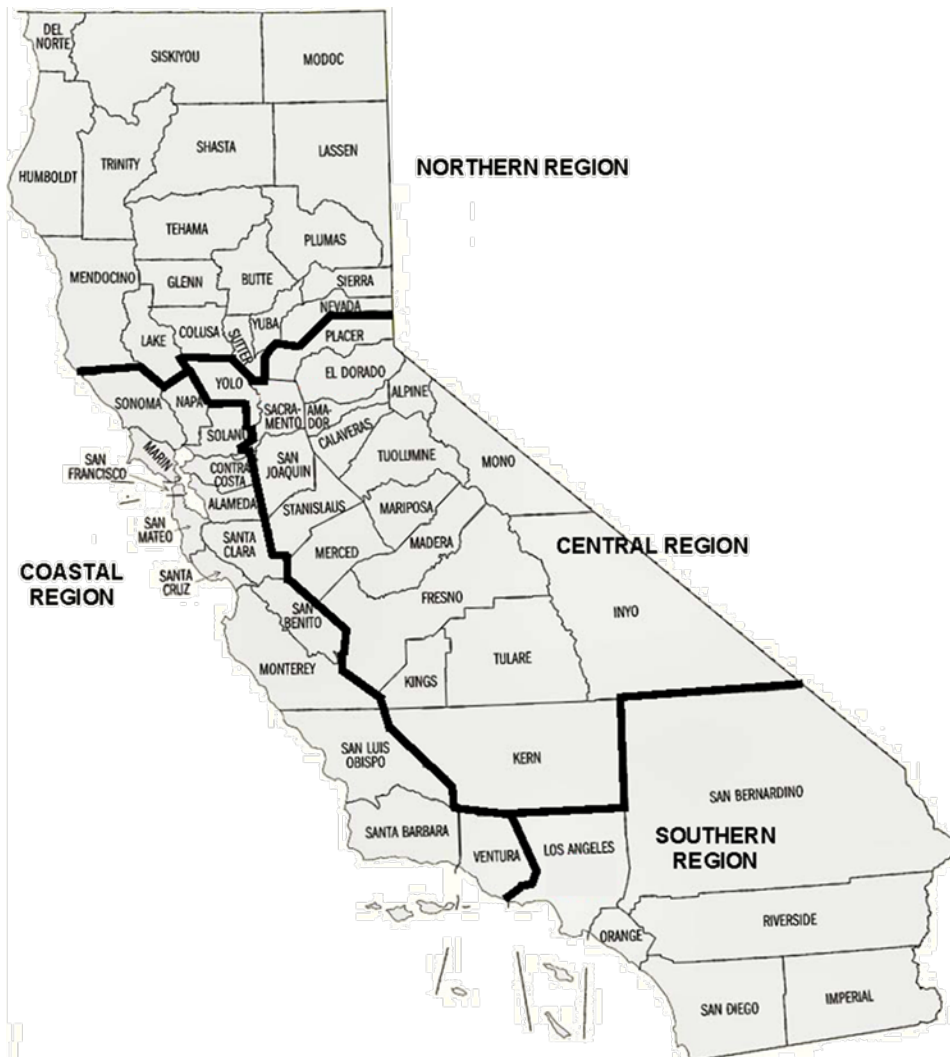 DEL
NORTE
SISKIYOU
MODOC
HUMBOLDT
TRINITY
SHASTA
LASSEN
NORTHERN REGION
TEHAMA
PLUMAS
MENDOCINO
GLENN
BUTTE
SIERRA
NEVADA
LAKE
COLUSA
SUTTER
YUBA
PLACER
SONOMA
NAPA
YOLO
EL DORADO
SACRA-
MENTO
AMA-
DOR
ALPINE
SOLANO
CALAVERAS
MARIN
SAN
FRANCISCO
CONTRA
COSTA
SAN
JOAQUIN
TUOLUMNE
MONO
ALAMEDA
STANISLAUS
MARIPOSA
SAN
MATEO
SANTA
CLARA
MERCED
MADERA
CENTRAL REGION
COASTAL
REGION
SANTA
CRUZ
SAN
BENITO
FRESNO
INYO
MONTEREY
KINGS
TULARE
SAN LUIS
OBISPO
KERN
SAN BERNARDINO
SANTA BARBARA
VENTURA
LOS ANGELES
SOUTHERN
REGION
ORANGE
RIVERSIDE
SAN DIEGO
IMPERIAL